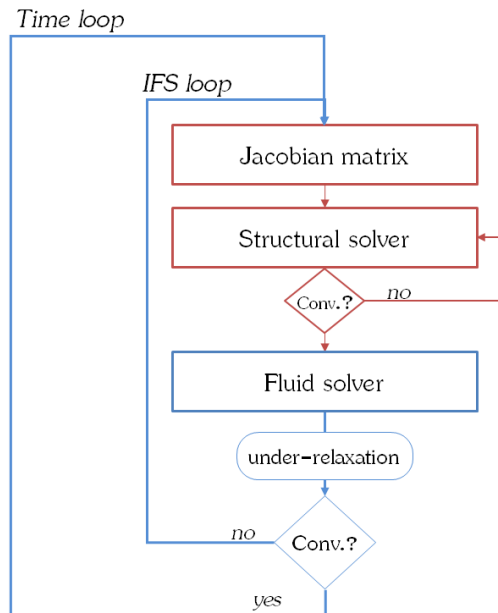 Time loop
IFS loop
Jacobian matrix
Structural solver
Conv.?
no
Fluid solver
under-relaxation
no
Conv.?
yes